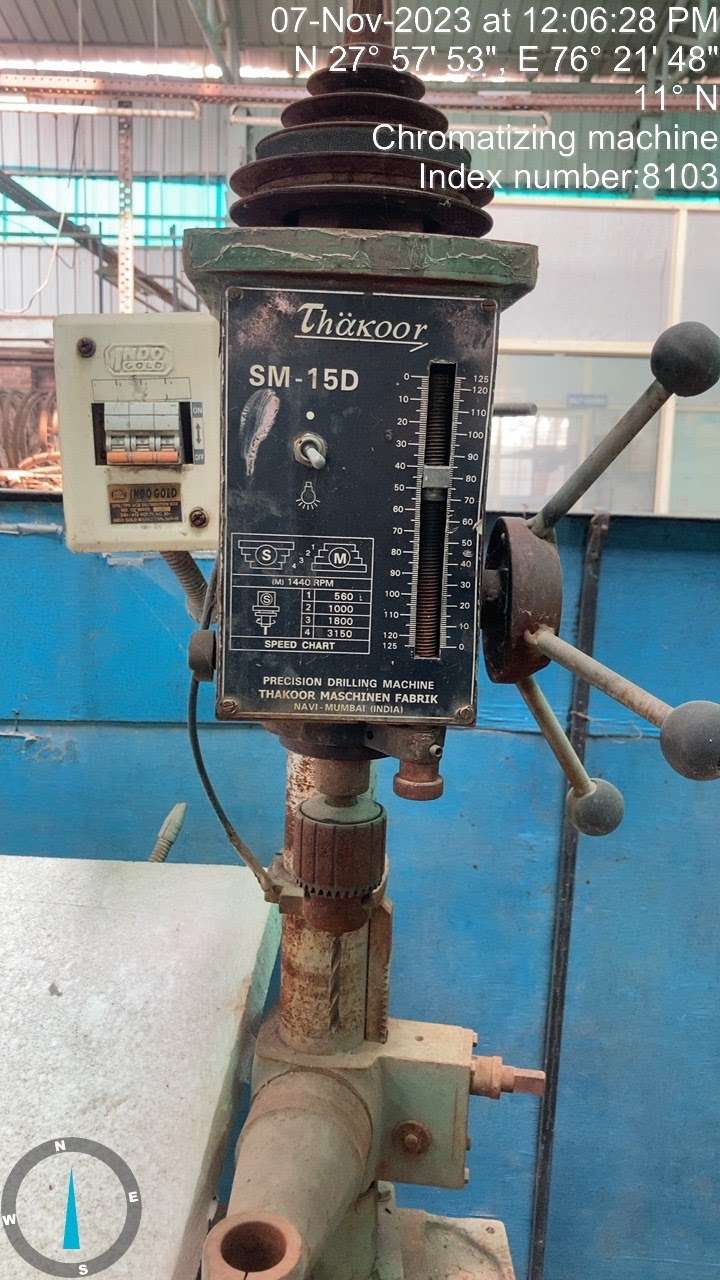 07-Nov-2023 at 12:06:28 PM
N 27° 57' 53", E 76° 21' 48"
11° N
Chromatizing machine
Index number:8103
Thäkoor
SM-15D
INDO
GOLD
ON
OFF
INDO GOLD
0 125
10 120
20 110
30 100
40 90
50 80
60 70
70 60
80 50
90 40
100 30
110 20
120 10
125 0
S 4 3 2 1 M
(M) 1440 RPM
S
1 560
2 1000
3 1800
4 3150
SPEED CHART
PRECISION DRILLING MACHINE
THAKOOR MASCHINEN FABRIK
NAVI-MUMBAI (INDIA)
N
E
W
S